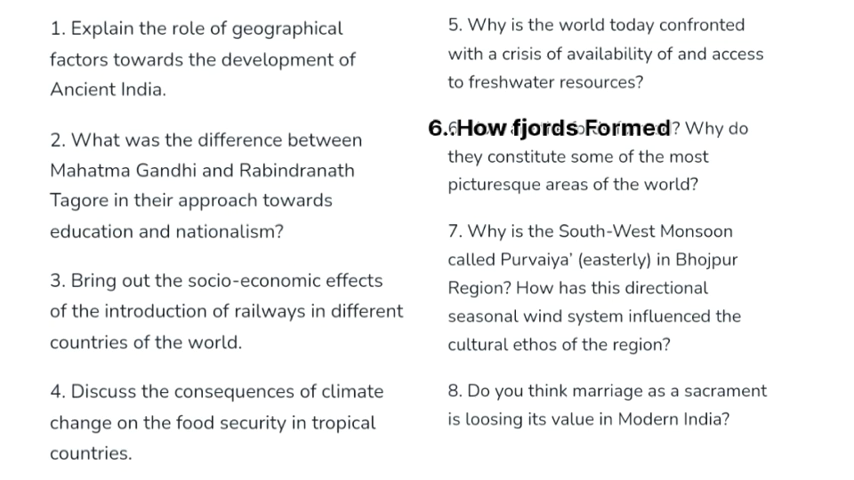 1. Explain the role of geographical
factors towards the development of
Ancient India.
2. What was the difference between
Mahatma Gandhi and Rabindranath
Tagore in their approach towards
education and nationalism?
3. Bring out the socio-economic effects
of the introduction of railways in different
countries of the world.
4. Discuss the consequences of climate
change on the food security in tropical
countries.
5. Why is the world today confronted
with a crisis of availability of and access
to freshwater resources?
6. How fjords Formed? Why do
they constitute some of the most
picturesque areas of the world?
7. Why is the South-West Monsoon
called Purvaiya’ (easterly) in Bhojpur
Region? How has this directional
seasonal wind system influenced the
cultural ethos of the region?
8. Do you think marriage as a sacrament
is loosing its value in Modern India?